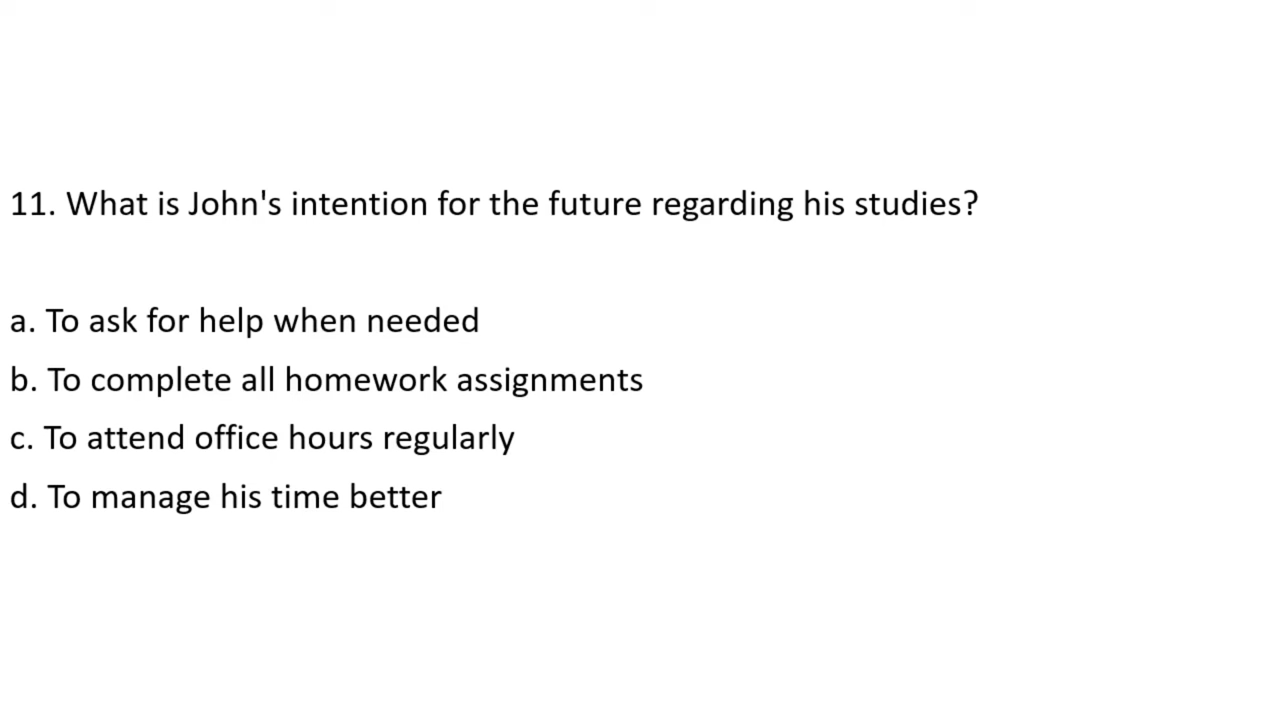 11. What is John's intention for the future regarding his studies?
a. To ask for help when needed
b. To complete all homework assignments
c. To attend office hours regularly
d. To manage his time better